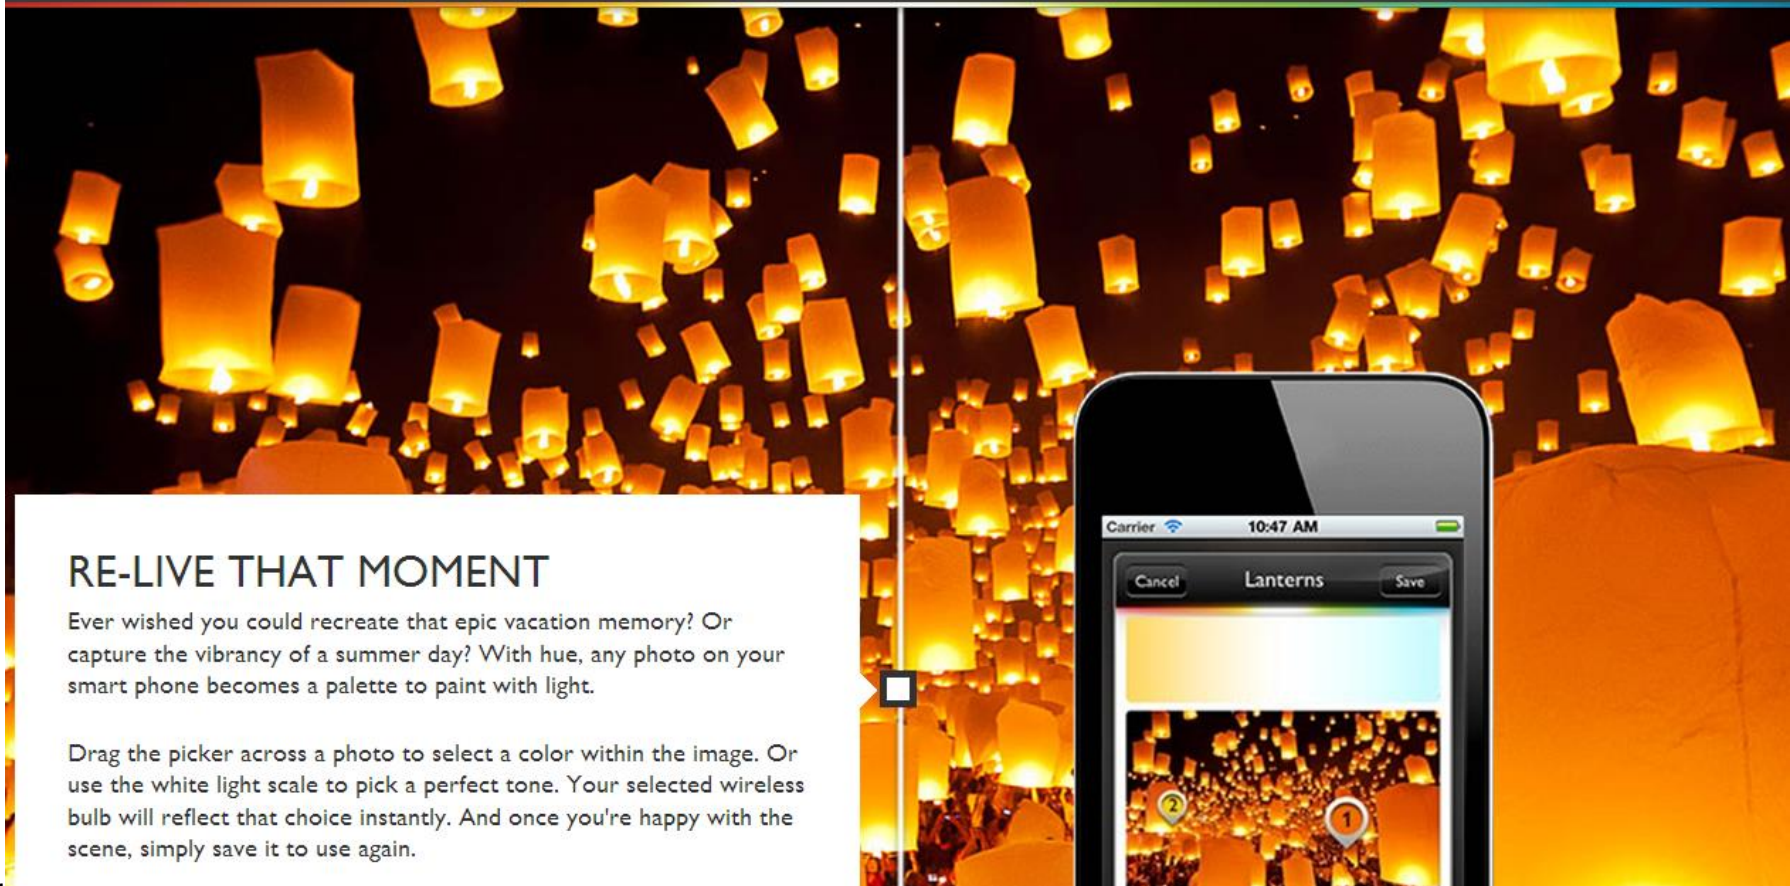 RE-LIVE THAT MOMENT
Ever wished you could recreate that epic vacation memory? Or
capture the vibrancy of a summer day? With hue, any photo on your
smart phone becomes a palette to paint with light.
Drag the picker across a photo to select a color within the image. Or
use the white light scale to pick a perfect tone. Your selected wireless
bulb will reflect that choice instantly. And once you're happy with the
scene, simply save it to use again.
Carrier 10:47 AM
Cancel Lanterns Save
2
1